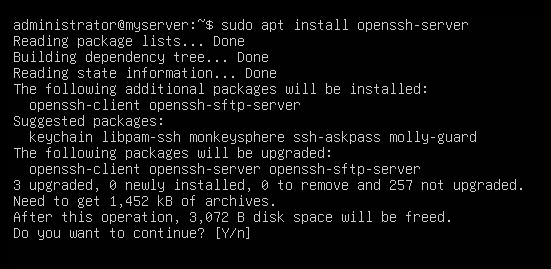 administrator@myserver:~$ sudo apt install openssh-server
Reading package lists... Done
Building dependency tree... Done
Reading state information... Done
The following additional packages will be installed:
  openssh-client openssh-sftp-server
Suggested packages:
  keychain libpam-ssh monkeysphere ssh-askpass molly-guard
The following packages will be upgraded:
  openssh-client openssh-server openssh-sftp-server
3 upgraded, 0 newly installed, 0 to remove and 257 not upgraded.
Need to get 1,452 kB of archives.
After this operation, 3,072 B disk space will be freed.
Do you want to continue? [Y/n]